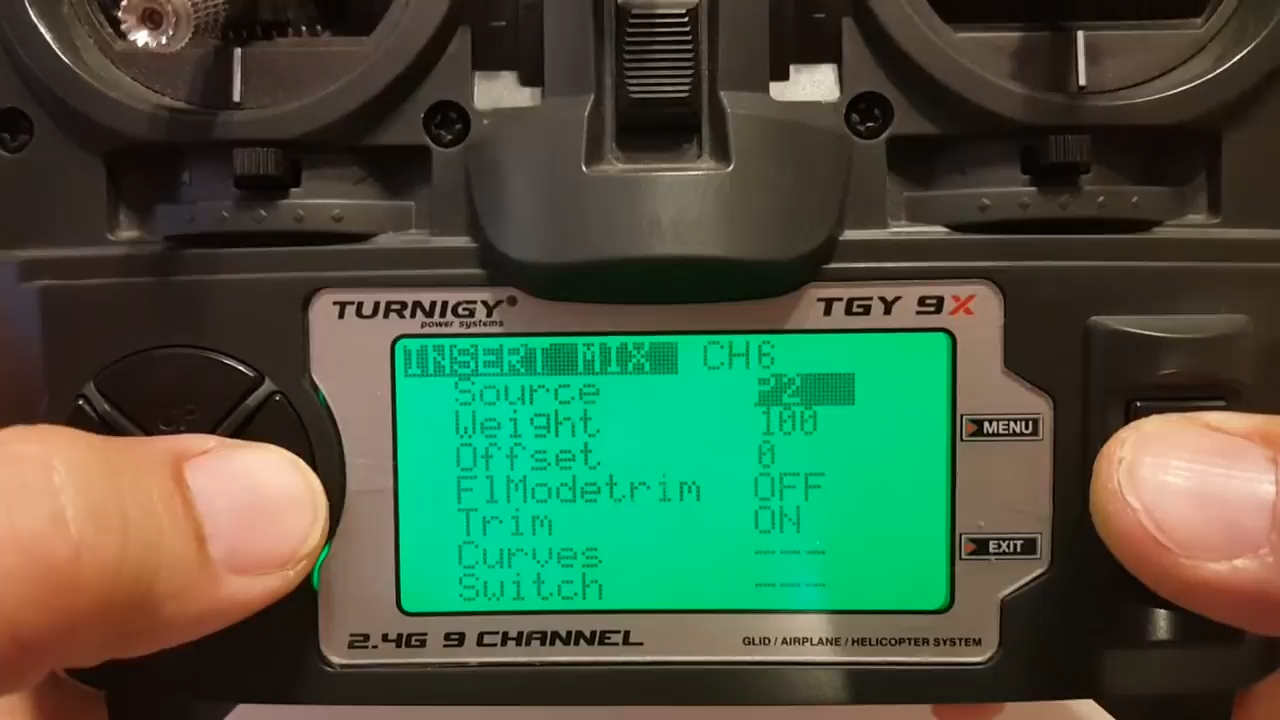 TURNIGY®
power systems
TGY 9X
INSERT MIX CH6
Source
Weight 100
Offset 0
FlModetrim OFF
Trim ON
Curves ----
Switch ----
MENU
EXIT
2.4G 9 CHANNEL
GLID / AIRPLANE / HELICOPTER SYSTEM